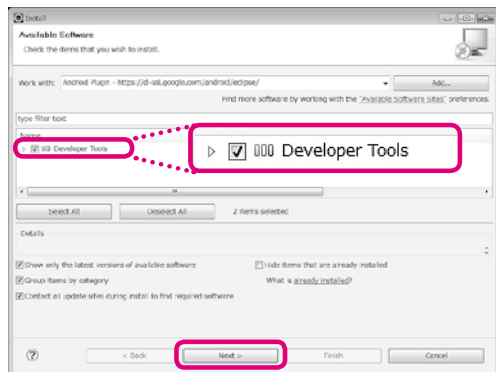 Install
Available Software
Check the items that you wish to install.
Work with: Android Plugin - https://dl-ssl.google.com/android/eclipse/ Add...
Find more software by working with the "Available Software Sites" preferences.
type filter text
Name
Developer Tools
Developer Tools
Select All Deselect All 2 items selected
Details
Show only the latest versions of available software Hide items that are already installed
Group items by category What is already installed?
Contact all update sites during install to find required software
? < Back Next > Finish Cancel